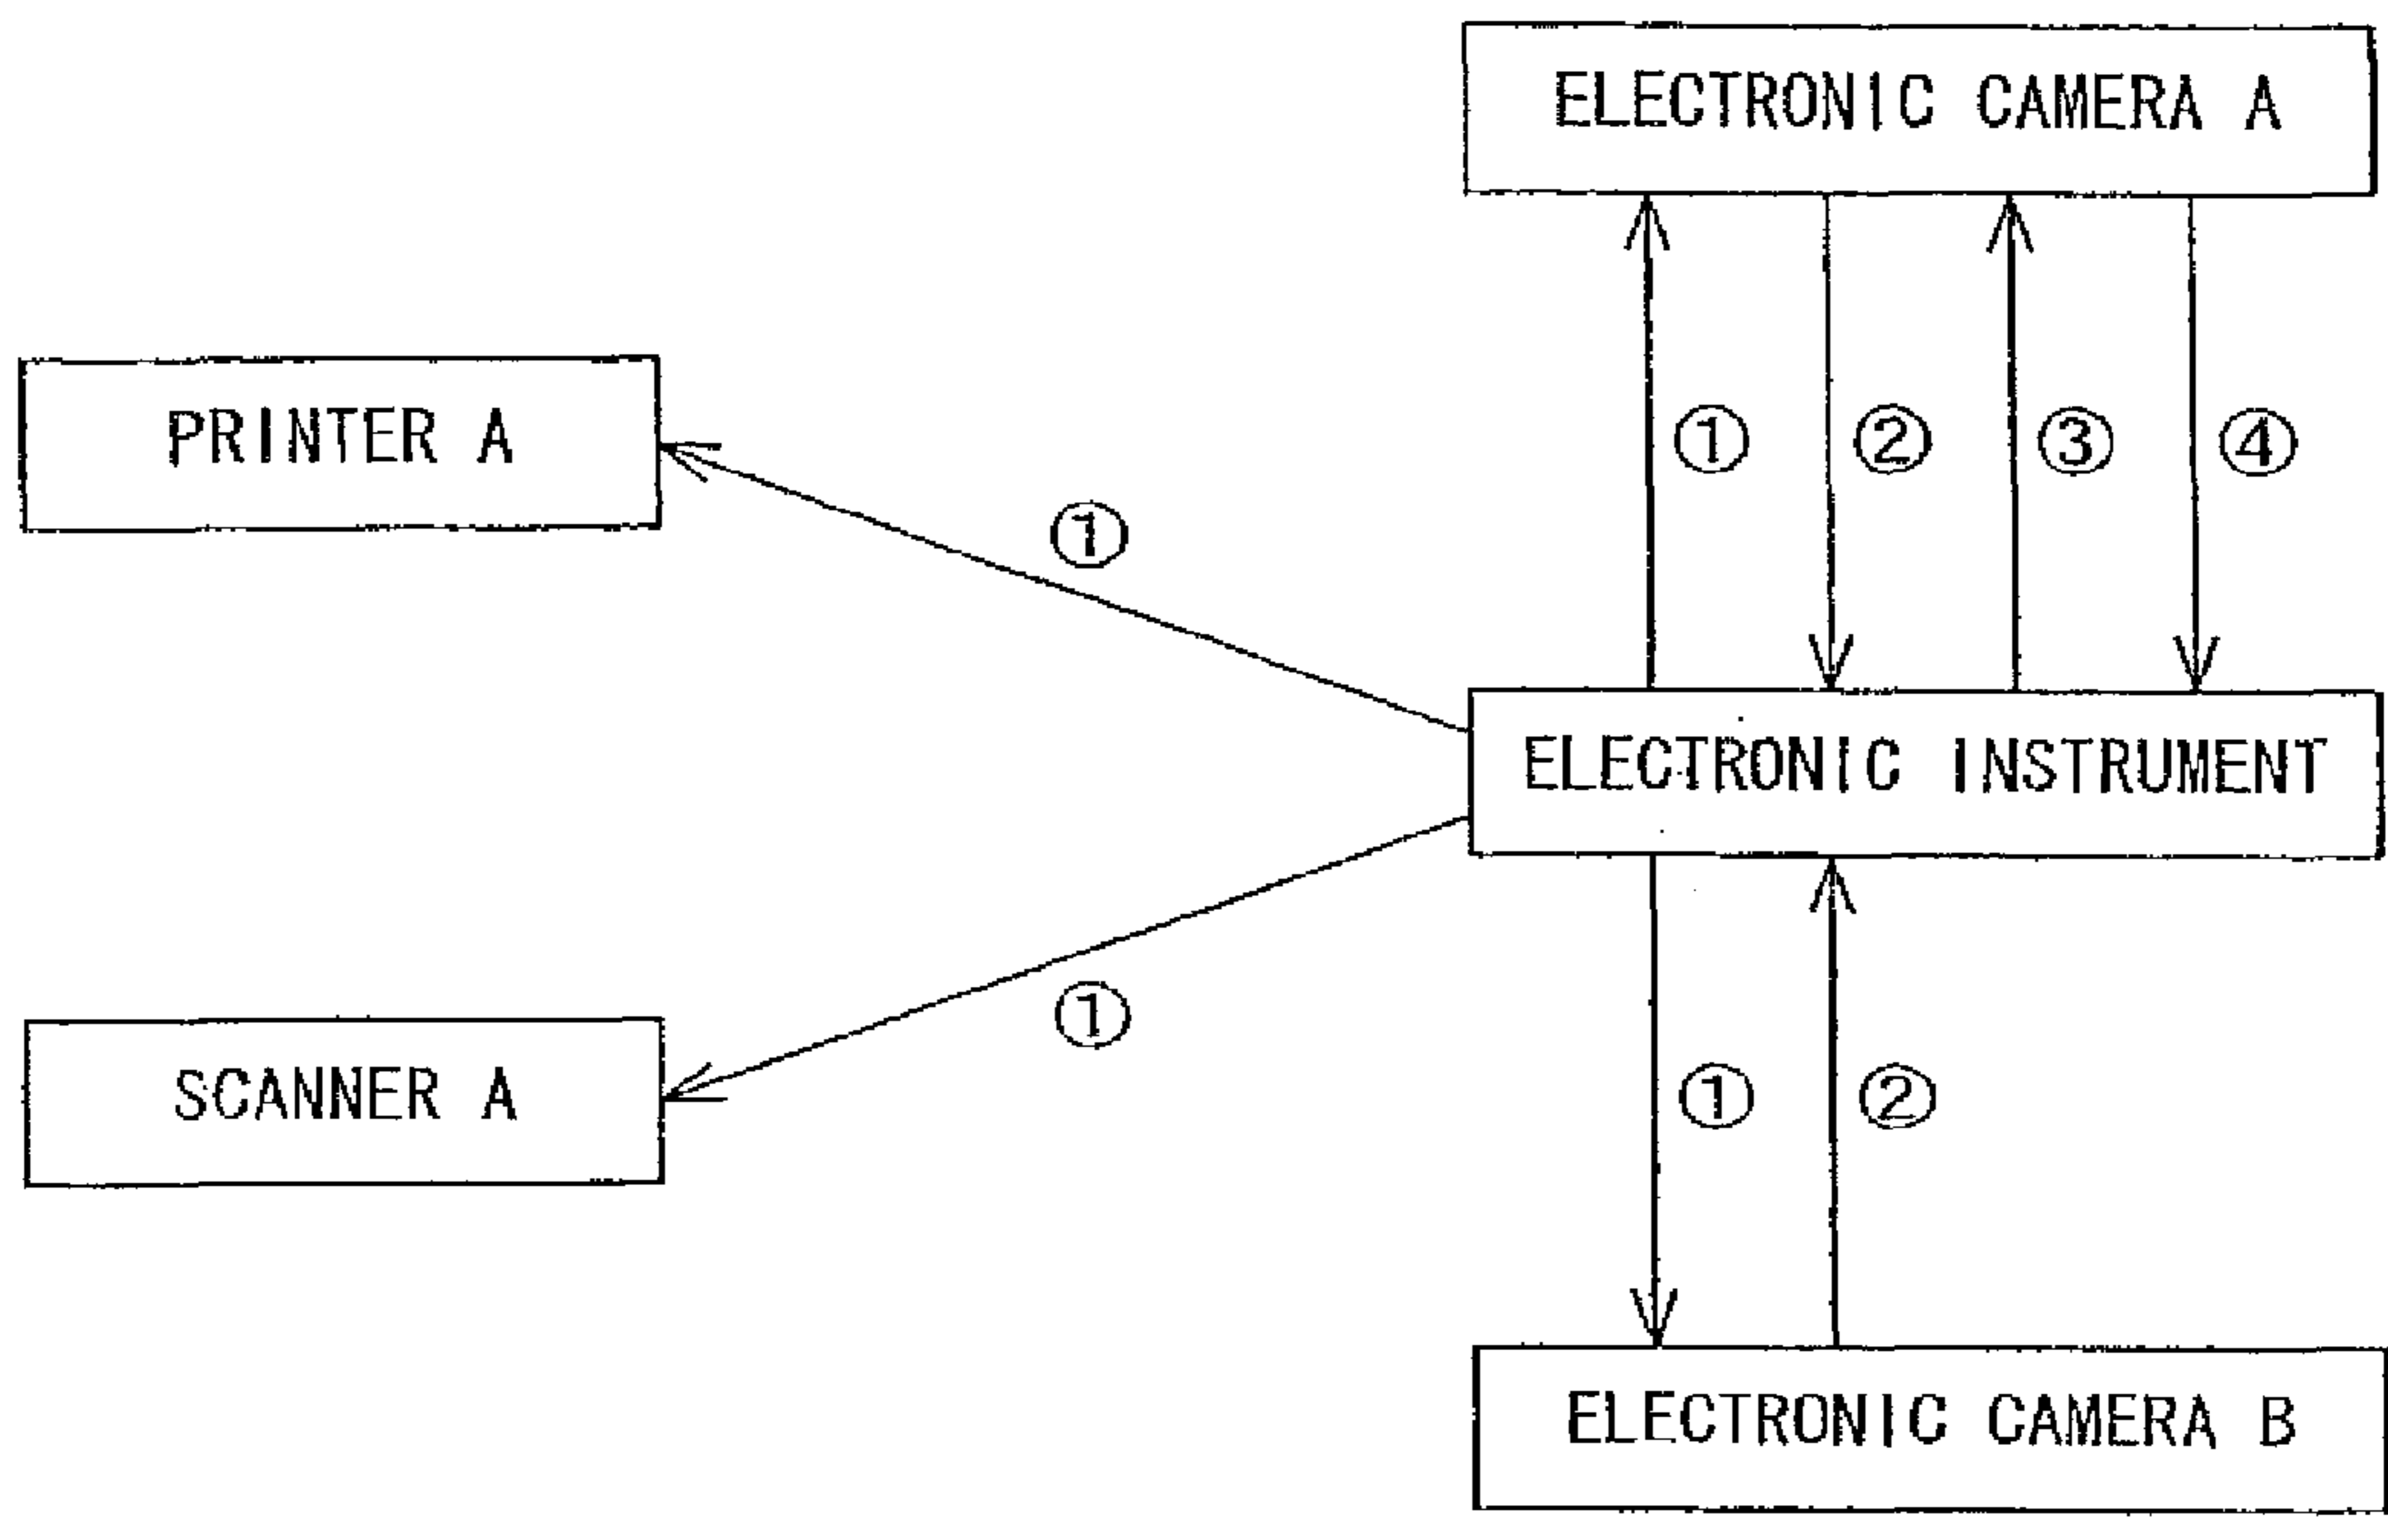 ELECTRONIC CAMERA A
PRINTER A
① ② ③ ④
①
ELECTRONIC INSTRUMENT
①
SCANNER A
① ②
ELECTRONIC CAMERA B